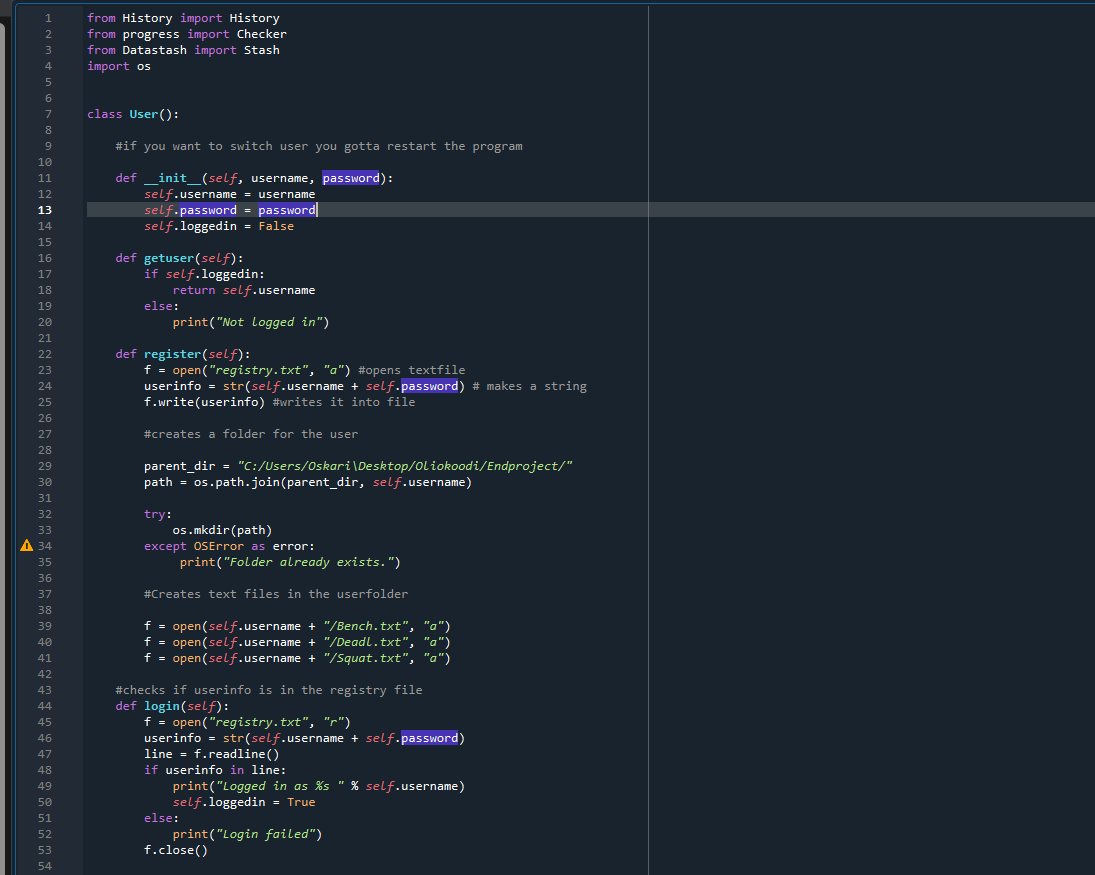 1 from History import History
2 from progress import Checker
3 from Datastash import Stash
4 import os
5
6
7 class User():
8
9 #if you want to switch user you gotta restart the program
10
11 def __init__(self, username, password):
12 self.username = username
13 self.password = password
14 self.loggedin = False
15
16 def getuser(self):
17 if self.loggedin:
18 return self.username
19 else:
20 print("Not logged in")
21
22 def register(self):
23 f = open("registry.txt", "a") #opens textfile
24 userinfo = str(self.username + self.password) # makes a string
25 f.write(userinfo) #writes it into file
26
27 #creates a folder for the user
28
29 parent_dir = "C:/Users/Oskari\Desktop/Oliokoodi/Endproject/"
30 path = os.path.join(parent_dir, self.username)
31
32 try:
33 os.mkdir(path)
34 except OSError as error:
35 print("Folder already exists.")
36
37 #Creates text files in the userfolder
38
39 f = open(self.username + "/Bench.txt", "a")
40 f = open(self.username + "/Deadl.txt", "a")
41 f = open(self.username + "/Squat.txt", "a")
42
43 #checks if userinfo is in the registry file
44 def login(self):
45 f = open("registry.txt", "r")
46 userinfo = str(self.username + self.password)
47 line = f.readline()
48 if userinfo in line:
49 print("Logged in as %s " % self.username)
50 self.loggedin = True
51 else:
52 print("Login failed")
53 f.close()
54